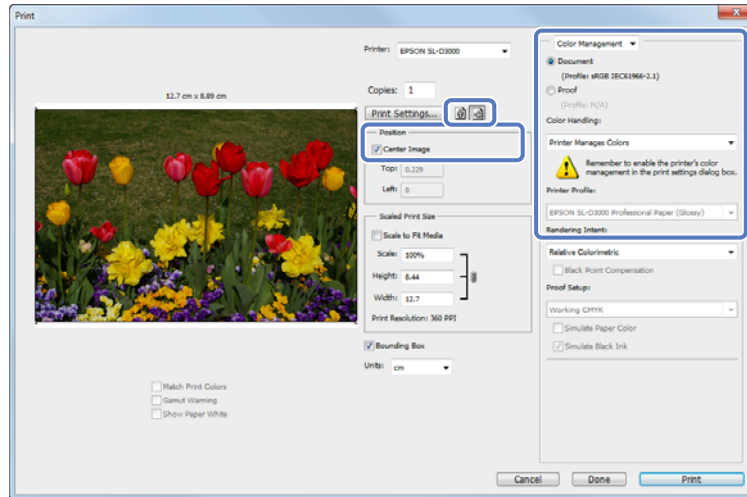 Print
Printer: EPSON SL-D3000
12.7 cm x 8.89 cm
Copies: 1
Print Settings...
Position
Center Image
Top: 0.229
Left: 0
Scaled Print Size
Scale to Fit Media
Scale: 100%
Height: 8.44
Width: 12.7
Print Resolution: 360 PPI
Bounding Box
Units: cm
Match Print Colors
Gamut Warning
Show Paper White
Color Management
Document
(Profile: sRGB IEC61966-2.1)
Proof
(Profile: N/A)
Color Handling:
Printer Manages Colors
Remember to enable the printer's color
management in the print settings dialog box.
Printer Profile:
EPSON SL-D3000 Professional Paper (Glossy)
Rendering Intent:
Relative Colorimetric
Black Point Compensation
Proof Setup:
Working CMYK
Simulate Paper Color
Simulate Black Ink
Cancel
Done
Print